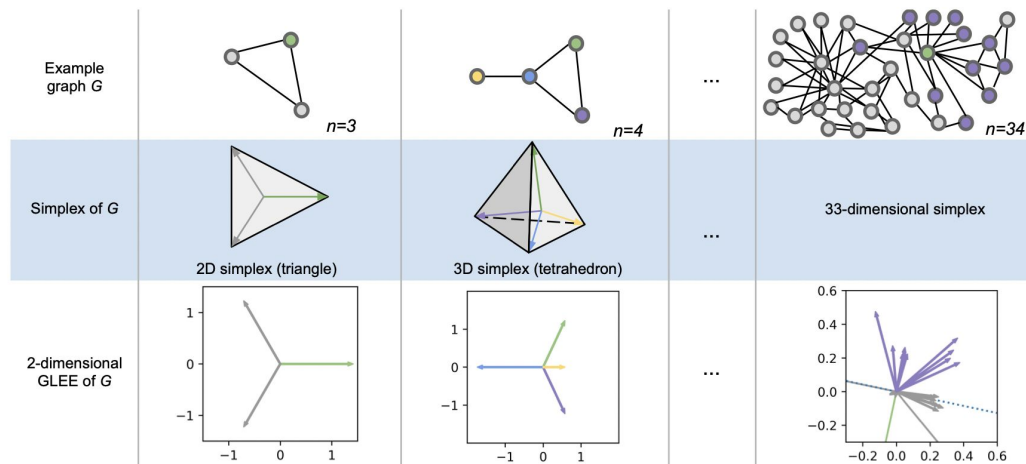 Example
graph G
n=3
n=4
...
n=34
Simplex of G
2D simplex (triangle)
3D simplex (tetrahedron)
...
33-dimensional simplex
2-dimensional
GLEE of G
1
0
−1
−1 0 1
1
0
−1
−1 0 1
...
0.6
0.4
0.2
0.0
−0.2
−0.2 0.0 0.2 0.4 0.6